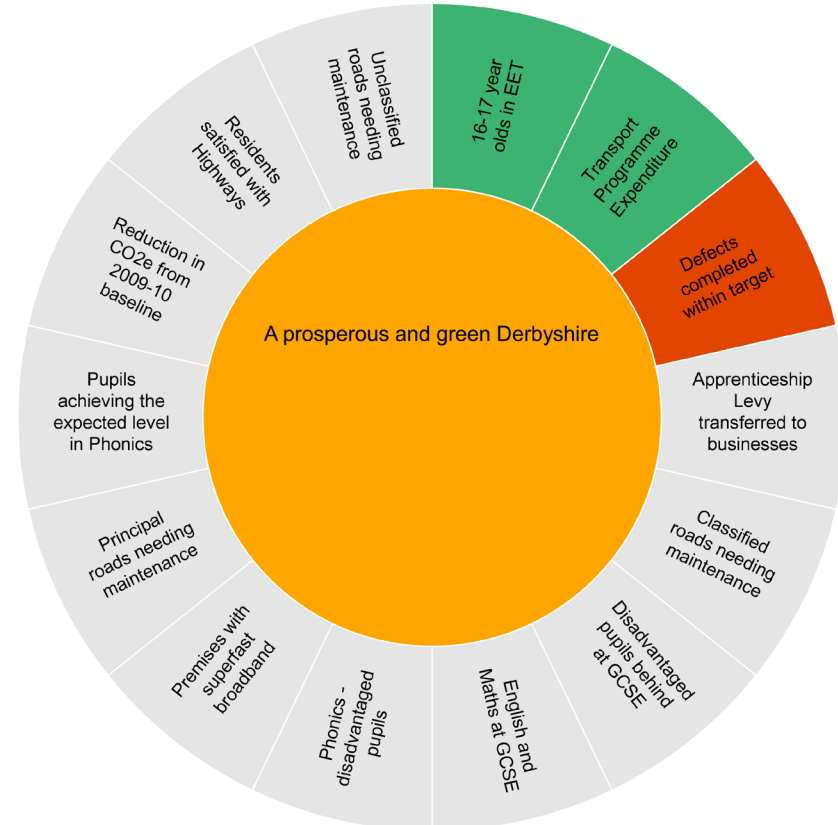 A prosperous and green Derbyshire
16-17 year
olds in EET
Transport
Programme
Expenditure
Defects
completed
within target
Apprenticeship
Levy
transferred to
businesses
Classified
roads needing
maintenance
Disadvantaged
pupils behind
at GCSE
English and
Maths at GCSE
Phonics -
disadvantaged
pupils
Premises with
superfast
broadband
Principal
roads needing
maintenance
Pupils
achieving the
expected level
in Phonics
Reduction in
CO2e from
2009-10
baseline
Residents
satisfied with
Highways
Unclassified
roads needing
maintenance